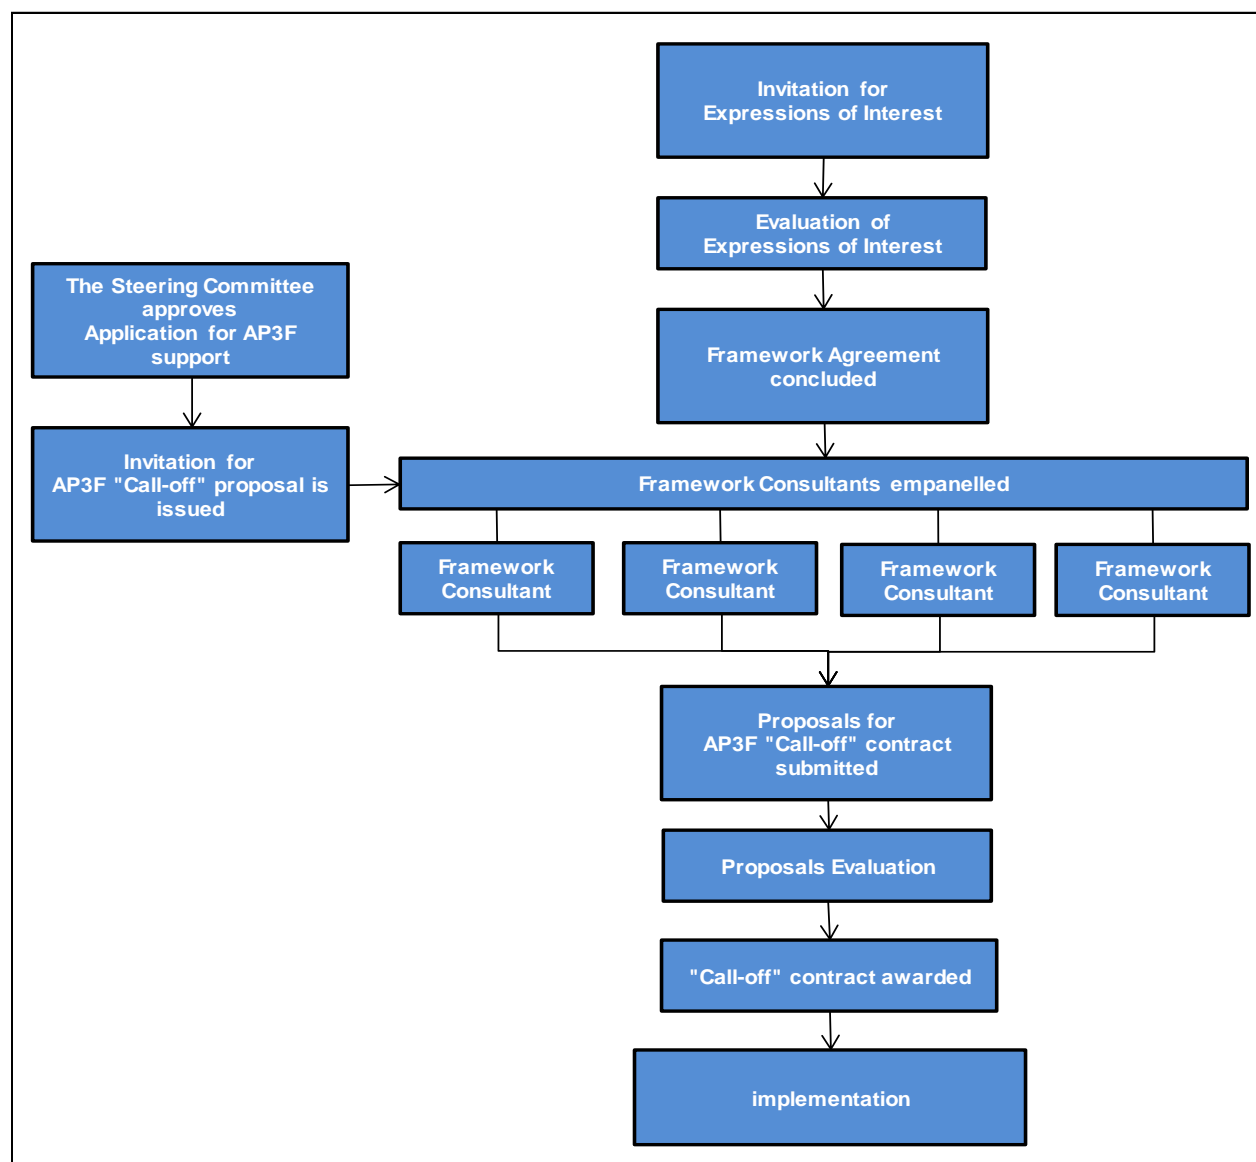 Invitation for
Expressions of Interest
Evaluation of
Expressions of Interest
The Steering Committee
approves
Application for AP3F
support
Framework Agreement
concluded
Invitation for
AP3F "Call-off" proposal is
issued
Framework Consultants empanelled
Framework
Consultant
Framework
Consultant
Framework
Consultant
Framework
Consultant
Proposals for
AP3F "Call-off" contract
submitted
Proposals Evaluation
"Call-off" contract awarded
implementation